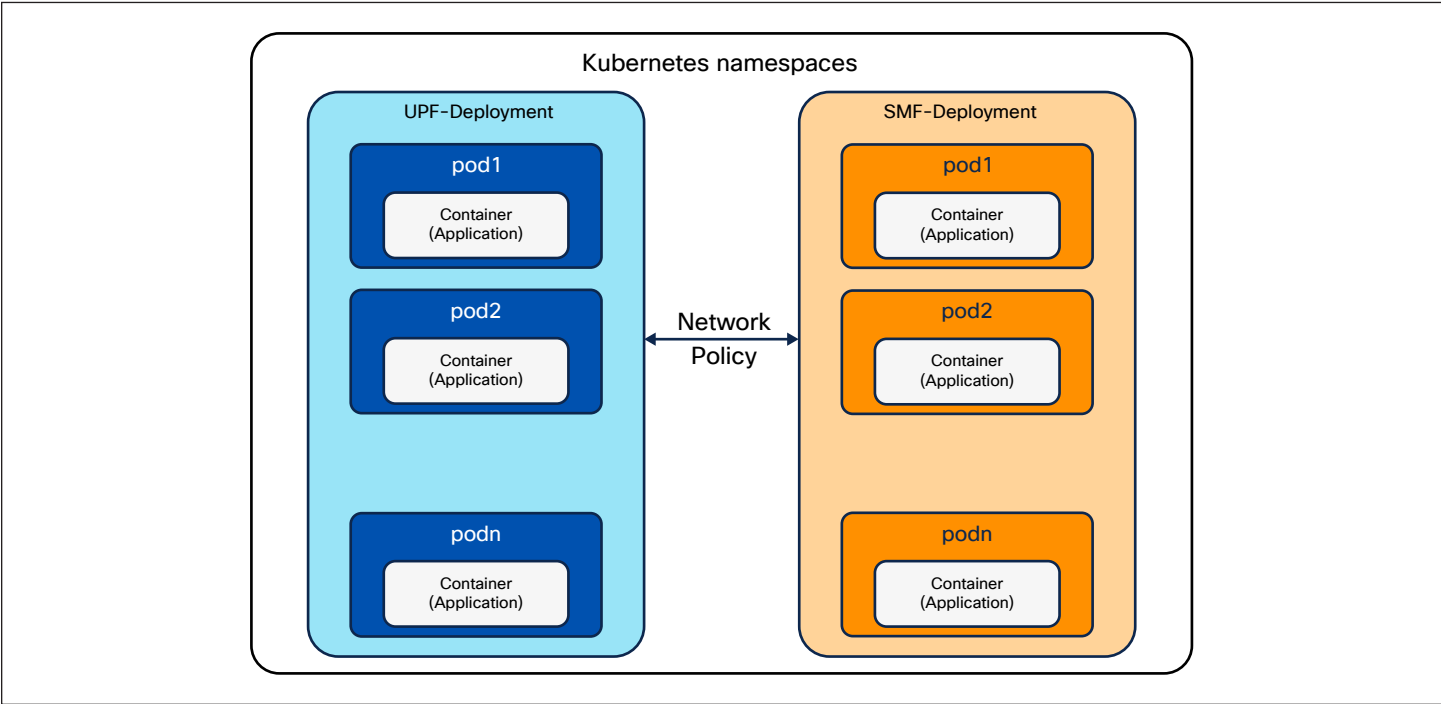 Kubernetes namespaces
UPF-Deployment
pod1
Container
(Application)
pod2
Container
(Application)
podn
Container
(Application)
Network
Policy
SMF-Deployment
pod1
Container
(Application)
pod2
Container
(Application)
podn
Container
(Application)